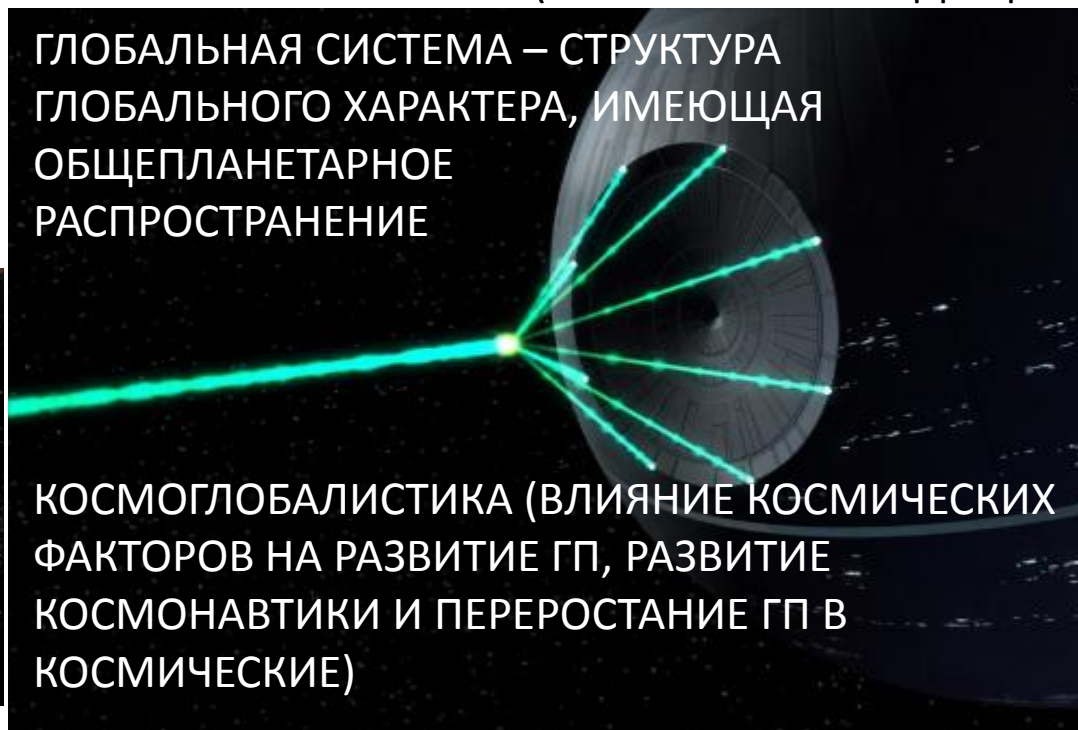 ГЛОБАЛЬНАЯ СИСТЕМА – СТРУКТУРА
ГЛОБАЛЬНОГО ХАРАКТЕРА, ИМЕЮЩАЯ
ОБЩЕПЛАНЕТАРНОЕ
РАСПРОСТРАНЕНИЕ
КОСМОГЛОБАЛИСТИКА (ВЛИЯНИЕ КОСМИЧЕСКИХ
ФАКТОРОВ НА РАЗВИТИЕ ГП, РАЗВИТИЕ
КОСМОНАВТИКИ И ПЕРЕРОСТАНИЕ ГП В
КОСМИЧЕСКИЕ)